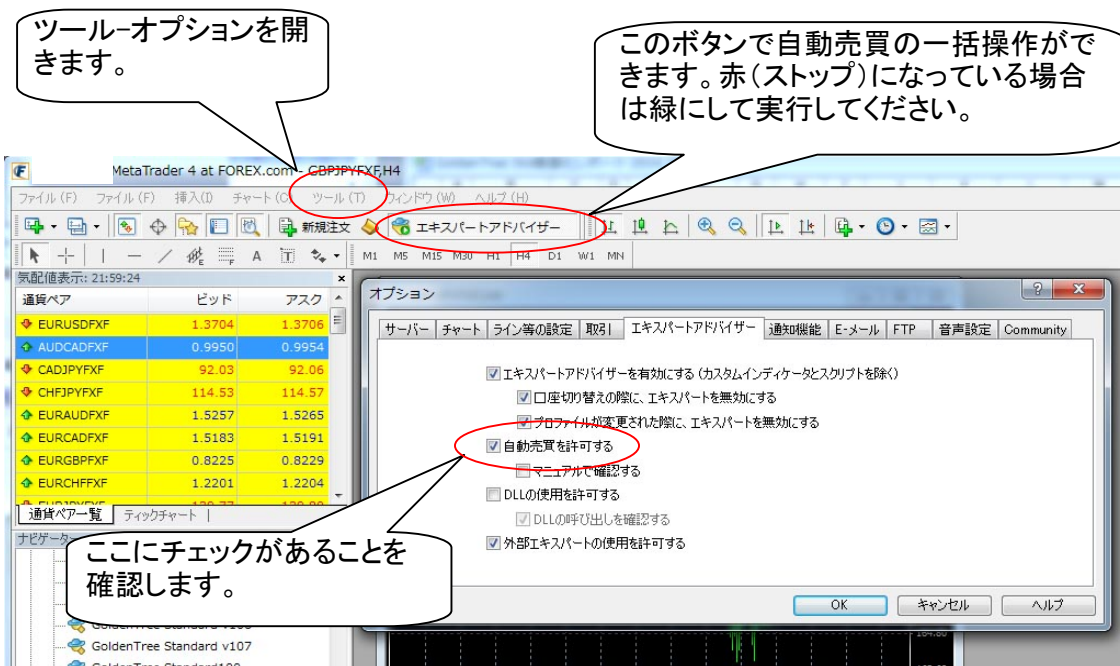 ツール-オプションを開
きます。
このボタンで自動売買の一括操作がで
きます。赤(ストップ)になっている場合
は緑にして実行してください。
MetaTrader 4 at FOREX.com - GBPJPYFXF,H4
ファイル(F) ファイル(F) 挿入(I) チャート(C) ツール(T) ウィンドウ(W) ヘルプ(H)
新規注文 エキスパートアドバイザー
M1 M5 M15 M30 H1 H4 D1 W1 MN
気配値表示: 21:59:24
通貨ペア ビッド アスク
EURUSDFXF 1.3704 1.3706
AUDCADFXF 0.9950 0.9954
CADJPYFXF 92.03 92.06
CHFJPYFXF 114.53 114.57
EURAUDFXF 1.5257 1.5265
EURCADFXF 1.5183 1.5191
EURGBPFXF 0.8225 0.8229
EURCHFFXF 1.2201 1.2204
通貨ペア一覧 ティックチャート
ナビゲーター
オプション
サーバー チャート ライン等の設定 取引 エキスパートアドバイザー 通知機能 E-メール FTP 音声設定 Community
エキスパートアドバイザーを有効にする(カスタムインディケータとスクリプトを除く)
口座切り替えの際に、エキスパートを無効にする
プロファイルが変更された際に、エキスパートを無効にする
自動売買を許可する
マニュアルで確認する
DLLの使用を許可する
DLLの呼び出しを確認する
外部エキスパートの使用を許可する
OK キャンセル ヘルプ
ここにチェックがあることを
確認します。
GoldenTree Standard v107